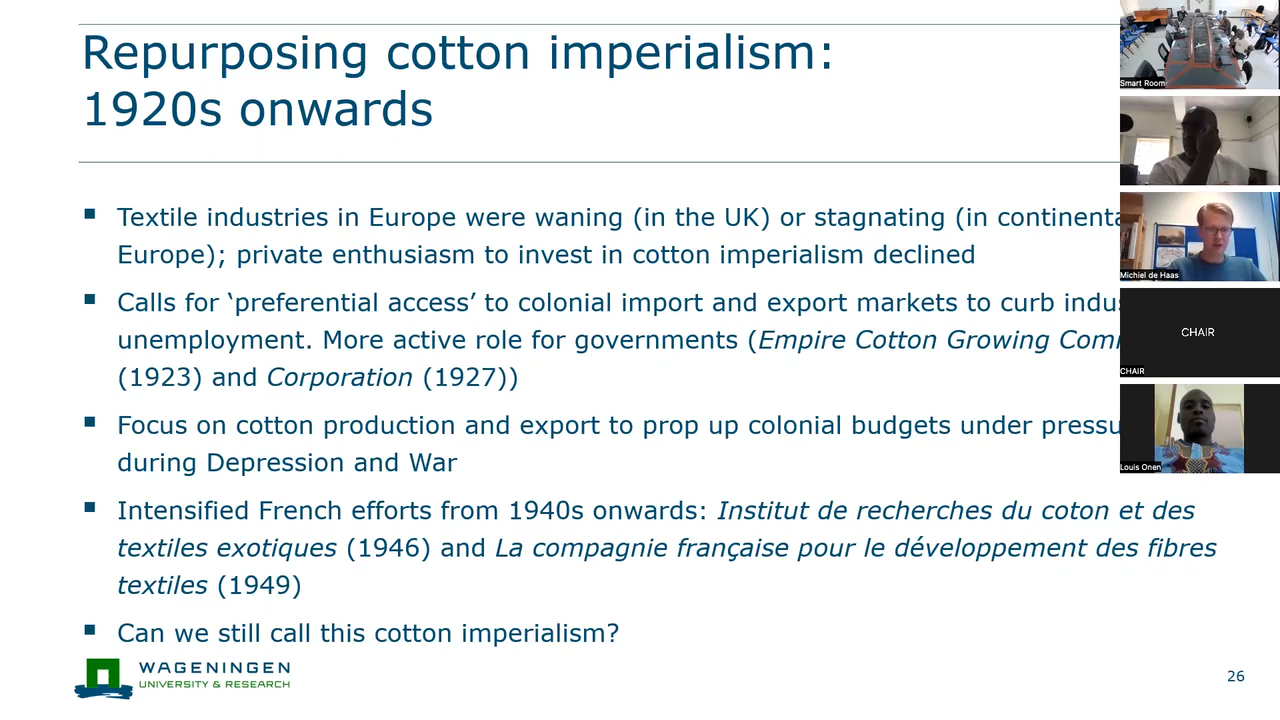 Repurposing cotton imperialism:
1920s onwards
Textile industries in Europe were waning (in the UK) or stagnating (in
Europe); private enthusiasm to invest in cotton imperialism declined
Calls for ‘preferential access’ to colonial import and export markets to curb
unemployment. More active role for governments (Empire Cotton Growing
(1923) and Corporation (1927))
Focus on cotton production and export to prop up colonial budgets under
during Depression and War
Intensified French efforts from 1940s onwards: Institut de recherches du coton et des
textiles exotiques (1946) and La compagnie française pour le développement des fibres
textiles (1949)
Can we still call this cotton imperialism?
WAGENINGEN
UNIVERSITY & RESEARCH
26
Smart Room
Michiel de Haas
CHAIR
CHAIR
Louis Onen